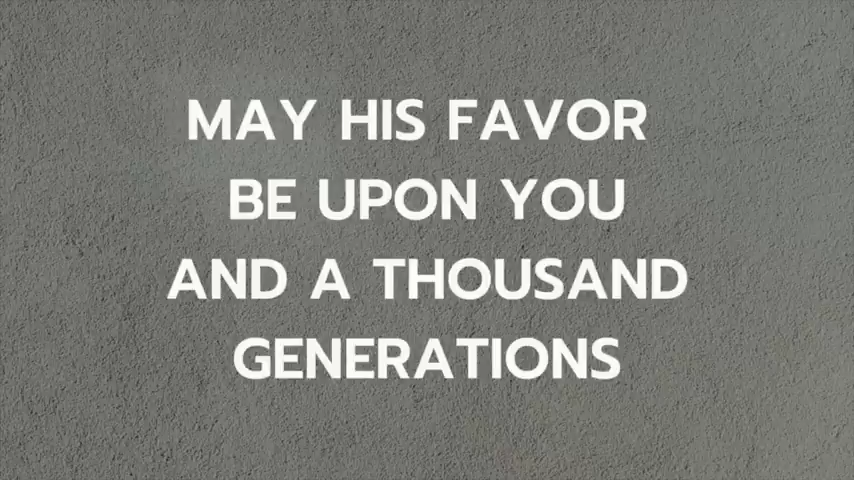 MAY HIS FAVOR
BE UPON YOU
AND A THOUSAND
GENERATIONS